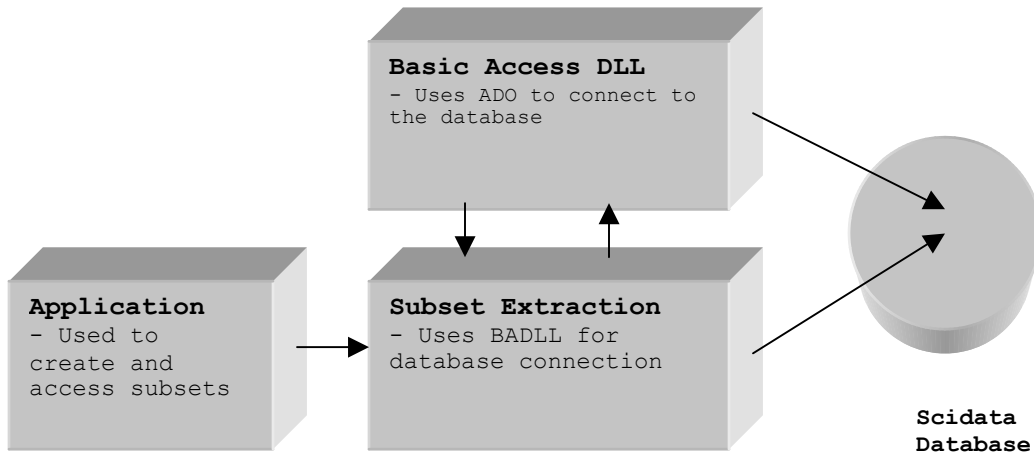 Basic Access DLL
- Uses ADO to connect to
the database
Application
- Used to
create and
access subsets
Subset Extraction
- Uses BADLL for
database connection
Scidata
Database